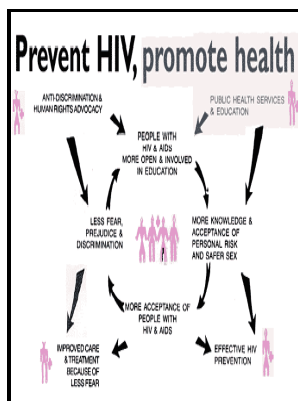 Prevent HIV, promote health
ANTI-DISCRIMINATION &
HUMAN RIGHTS ADVOCACY
PUBLIC HEALTH SERVICES
& EDUCATION
PEOPLE WITH
HIV & AIDS
MORE OPEN & INVOLVED
IN EDUCATION
LESS FEAR,
PREJUDICE &
DISCRIMINATION
MORE KNOWLEDGE &
ACCEPTANCE OF
PERSONAL RISK
AND SAFER SEX
MORE ACCEPTANCE OF
PEOPLE WITH
HIV & AIDS
IMPROVED CARE
& TREATMENT
BECAUSE OF
LESS FEAR
EFFECTIVE HIV
PREVENTION